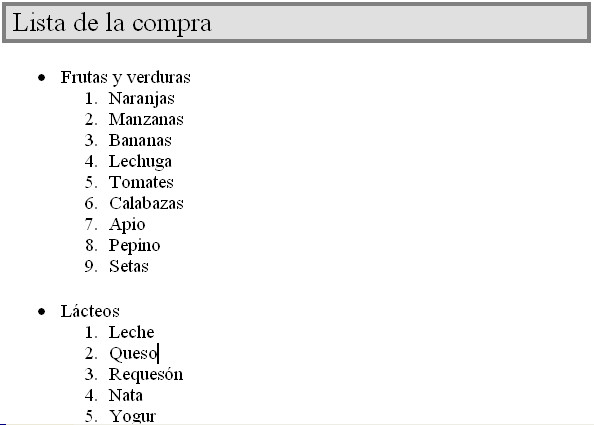 Lista de la compra
• Frutas y verduras
1. Naranjas
2. Manzanas
3. Bananas
4. Lechuga
5. Tomates
6. Calabazas
7. Apio
8. Pepino
9. Setas
• Lácteos
1. Leche
2. Queso
3. Requesón
4. Nata
5. Yogur